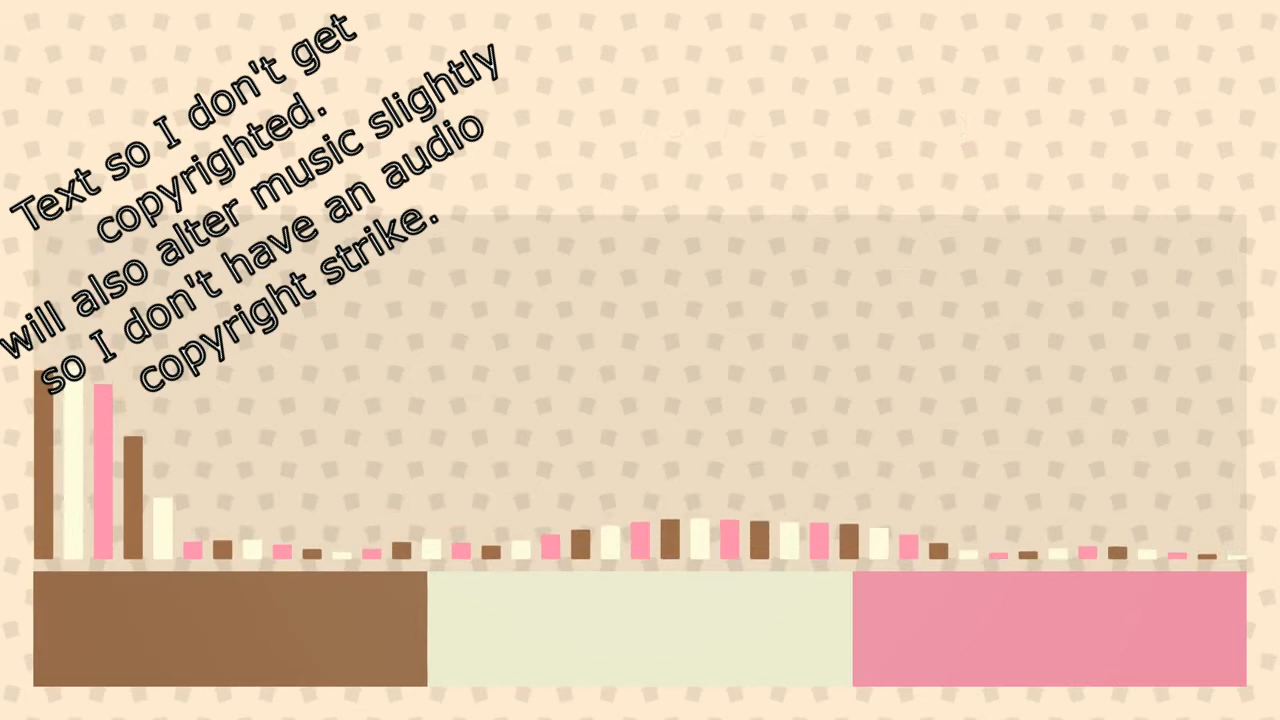 Text so I don't get
copyrighted.
will also alter music slightly
so I don't have an audio
copyright strike.